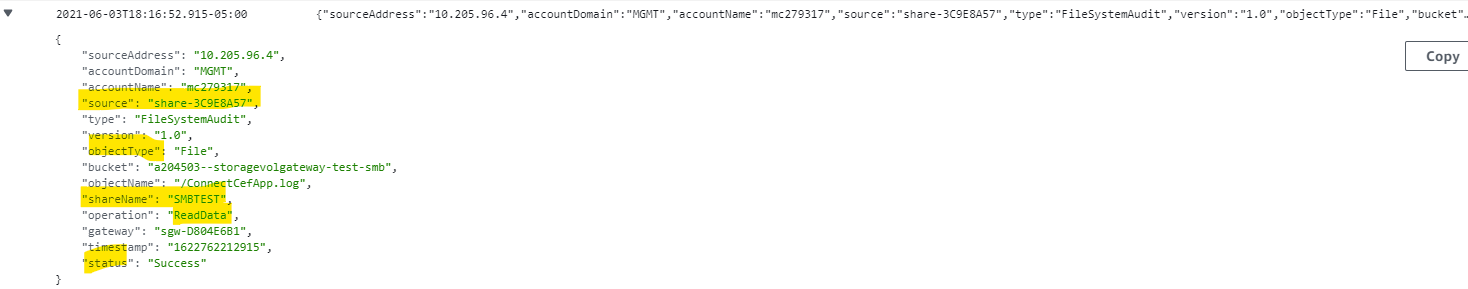 2021-06-03T18:16:52.915-05:00 {"sourceAddress":"10.205.96.4","accountDomain":"MGMT","accountName":"mc279317","source":"share-3C9E8A57","type":"FileSystemAudit","version":"1.0","objectType":"File","bucket"…
{
"sourceAddress": "10.205.96.4",
Copy
"accountDomain": "MGMT",
"accountName": "mc279317",
"source": "share-3C9E8A57",
"type": "FileSystemAudit",
"version": "1.0",
"objectType": "File",
"bucket": "a204503--storagevolgateway-test-smb",
"objectName": "/ConnectCefApp.log",
"shareName": "SMBTEST",
"operation": "ReadData",
"gateway": "sgw-D804E6B1",
"timestamp": "1622762212915",
"status": "Success"
}